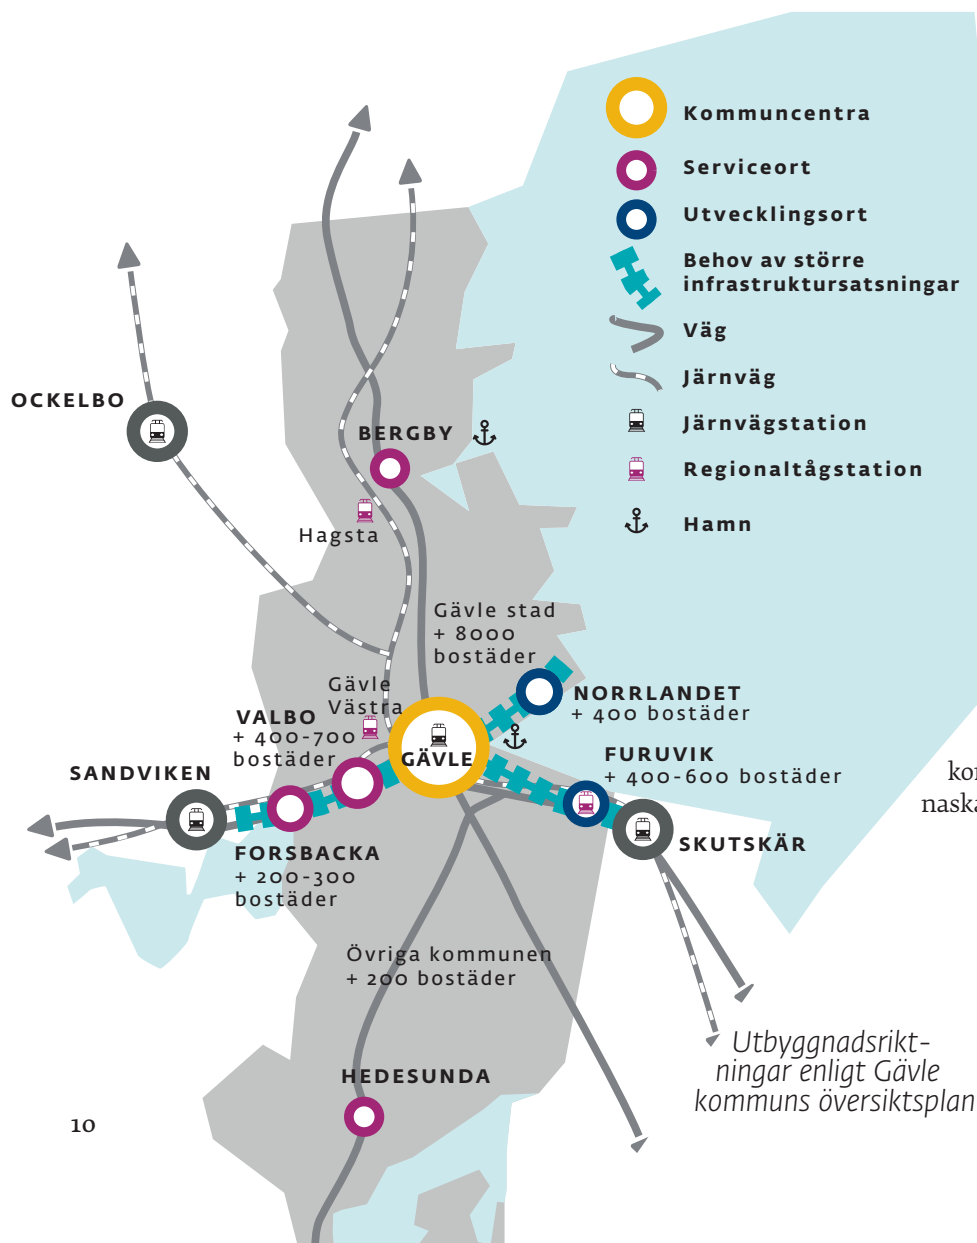 Kommuncentra
Serviceort
Utvecklingsort
Behov av större
infrastruktursatsningar
Väg
Järnväg
Järnvägstation
Regionaltågstation
Hamn
OCKELBO
BERGBY
Hagsta
Gävle stad
+ 8000
bostäder
Gävle
Västra
VALBO
+ 400-700
bostäder
NORRLANDET
+ 400 bostäder
GÄVLE
FURUVIK
+ 400-600 bostäder
SANDVIKEN
FORSBACKA
+ 200-300
bostäder
SKUTSKÄR
Övriga kommunen
+ 200 bostäder
HEDESUNDA
Utbyggnadsrikt-
ningar enligt Gävle
kommuns översiktsplan
10